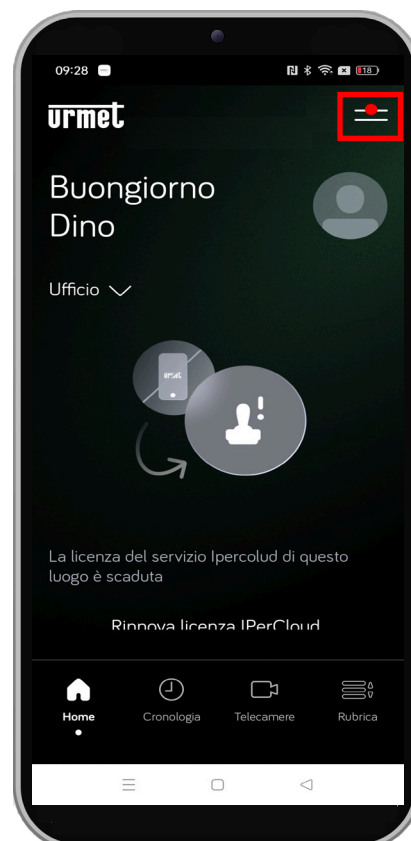 09:28
18
urmet
Buongiorno
Dino
Ufficio
urmet
La licenza del servizio Ipercolud di questo
luogo è scaduta
Rinnova licenza IPerCloud
Home
Cronologia
Telecamere
Rubrica